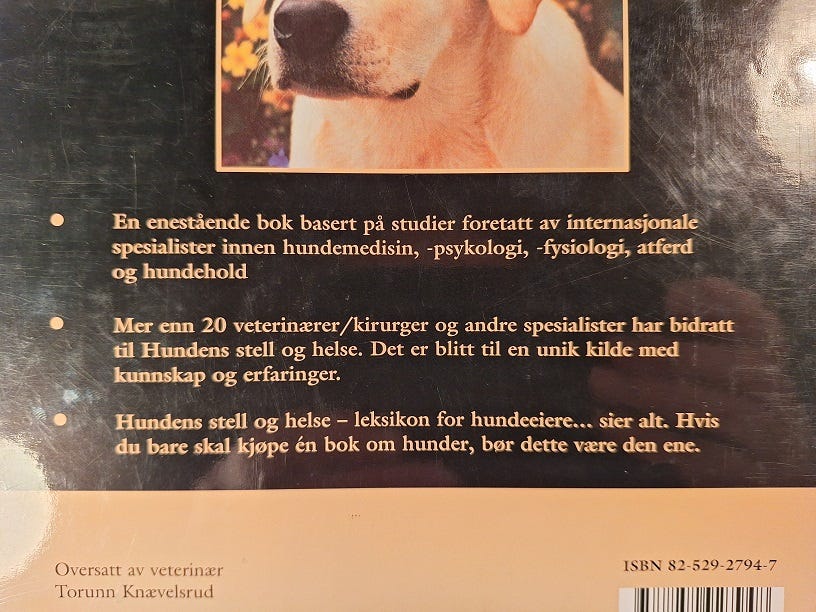 • En enestående bok basert på studier foretatt av internasjonale
spesialister innen hundemedisin, -psykologi, -fysiologi, atferd
og hundehold
• Mer enn 20 veterinærer/kirurger og andre spesialister har bidratt
til Hundens stell og helse. Det er blitt til en unik kilde med
kunnskap og erfaringer.
• Hundens stell og helse – leksikon for hundeeiere... sier alt. Hvis
du bare skal kjøpe én bok om hunder, bør dette være den ene.
Oversatt av veterinær
Torunn Knævelsrud
ISBN 82-529-2794-7